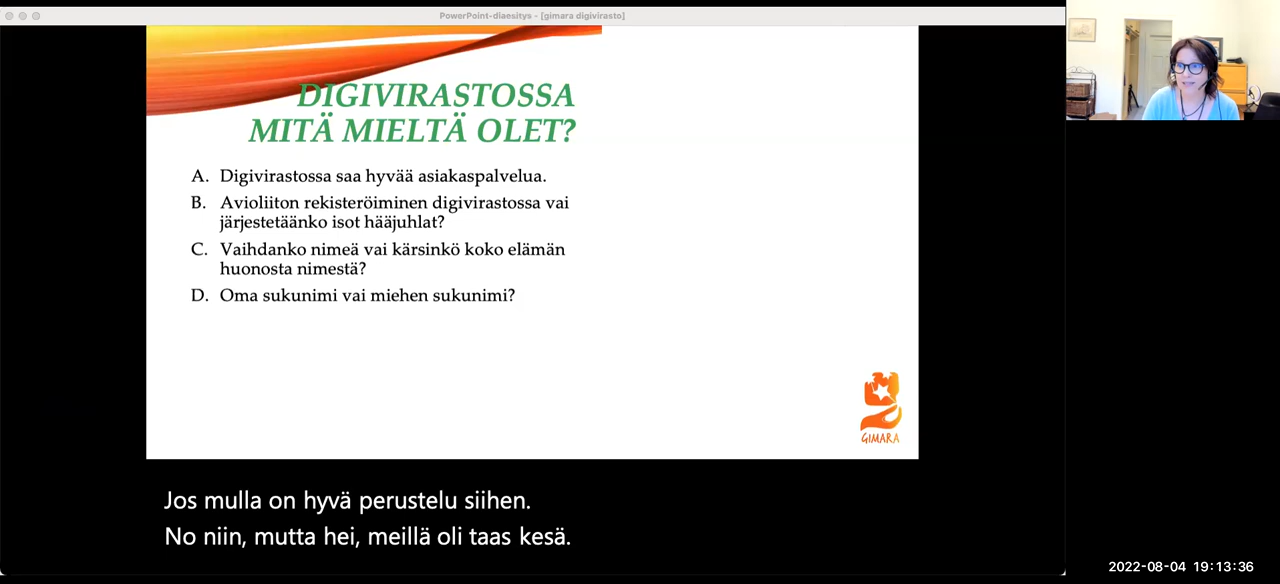 PowerPoint-diaesitys - [gimara digivirasto]
DIGIVIRASTOSSA
MITÄ MIELTÄ OLET?
A. Digivirastossa saa hyvää asiakaspalvelua.
B. Avioliiton rekisteröiminen digivirastossa vai
järjestetäänko isot hääjuhlat?
C. Vaihdanko nimeä vai kärsinkö koko elämän
huonosta nimestä?
D. Oma sukunimi vai miehen sukunimi?
GIMARA
Jos mulla on hyvä perustelu siihen.
No niin, mutta hei, meillä oli taas kesä.
2022-08-04 19:13:36